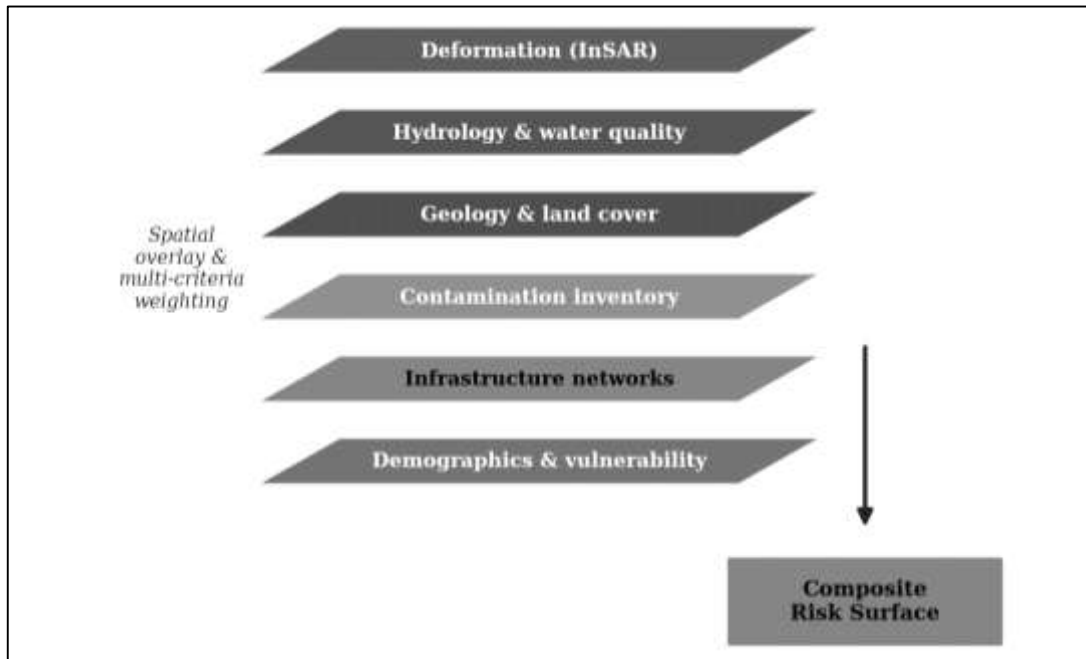 Deformation (InSAR)
Hydrology & water quality
Geology & land cover
Spatial
overlay &
multi-criteria
weighting
Contamination inventory
Infrastructure networks
Demographics & vulnerability
Composite
Risk Surface